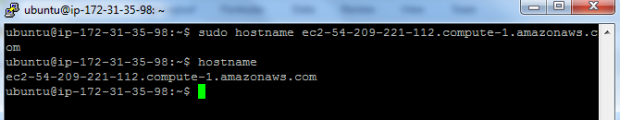 ubuntu@ip-172-31-35-98: ~
ubuntu@ip-172-31-35-98:~$ sudo hostname ec2-54-209-221-112.compute-1.amazonaws.c
om
ubuntu@ip-172-31-35-98:~$ hostname
ec2-54-209-221-112.compute-1.amazonaws.com
ubuntu@ip-172-31-35-98:~$